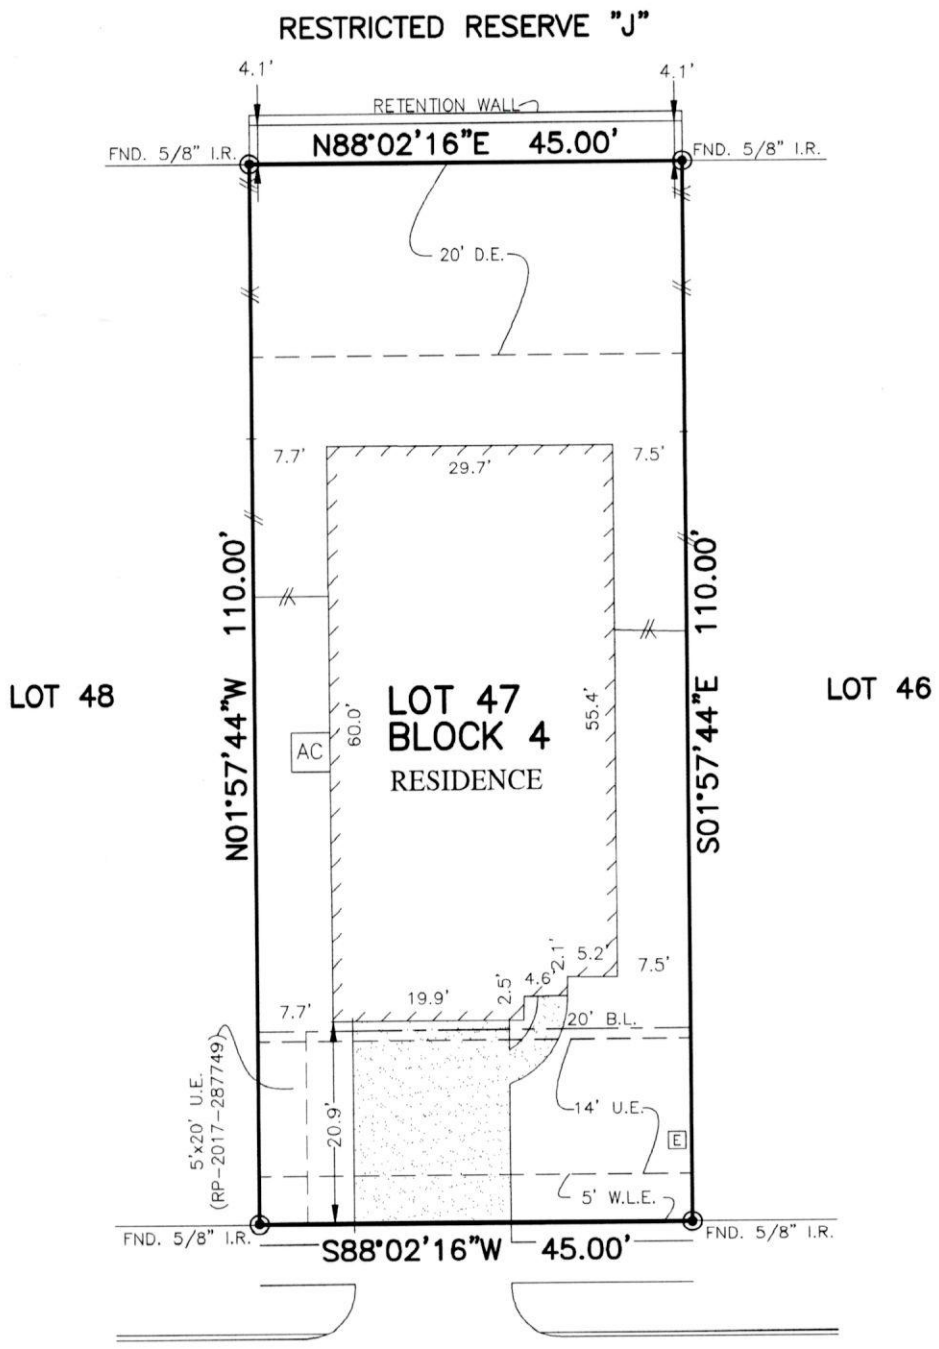 RESTRICTED RESERVE "J"
4.1'
4.1'
RETENTION WALL
N88°02'16"E 45.00'
FND. 5/8" I.R.
FND. 5/8" I.R.
20' D.E.
7.7'
29.7'
7.5'
N01°57'44"W 110.00'
S01°57'44"E 110.00'
LOT 48
LOT 46
60.0'
55.4'
LOT 47
BLOCK 4
RESIDENCE
AC
5.2'
2.1'
4.6'
2.5'
7.5'
19.9'
7.7'
20' B.L.
5'x20' U.E.
(RP-2017-287749)
20.9'
14' U.E.
E
5' W.L.E.
FND. 5/8" I.R.
FND. 5/8" I.R.
S88°02'16"W 45.00'